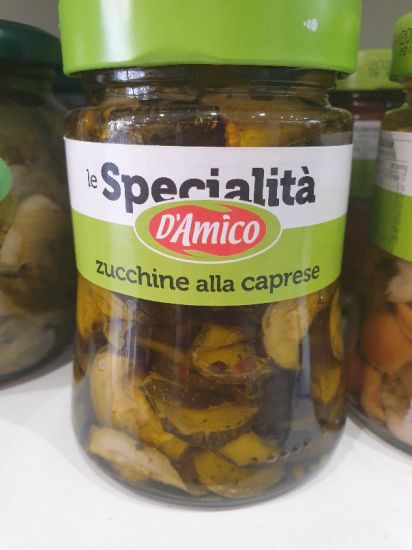 le Specialità
D'Amico
zucchine alla caprese